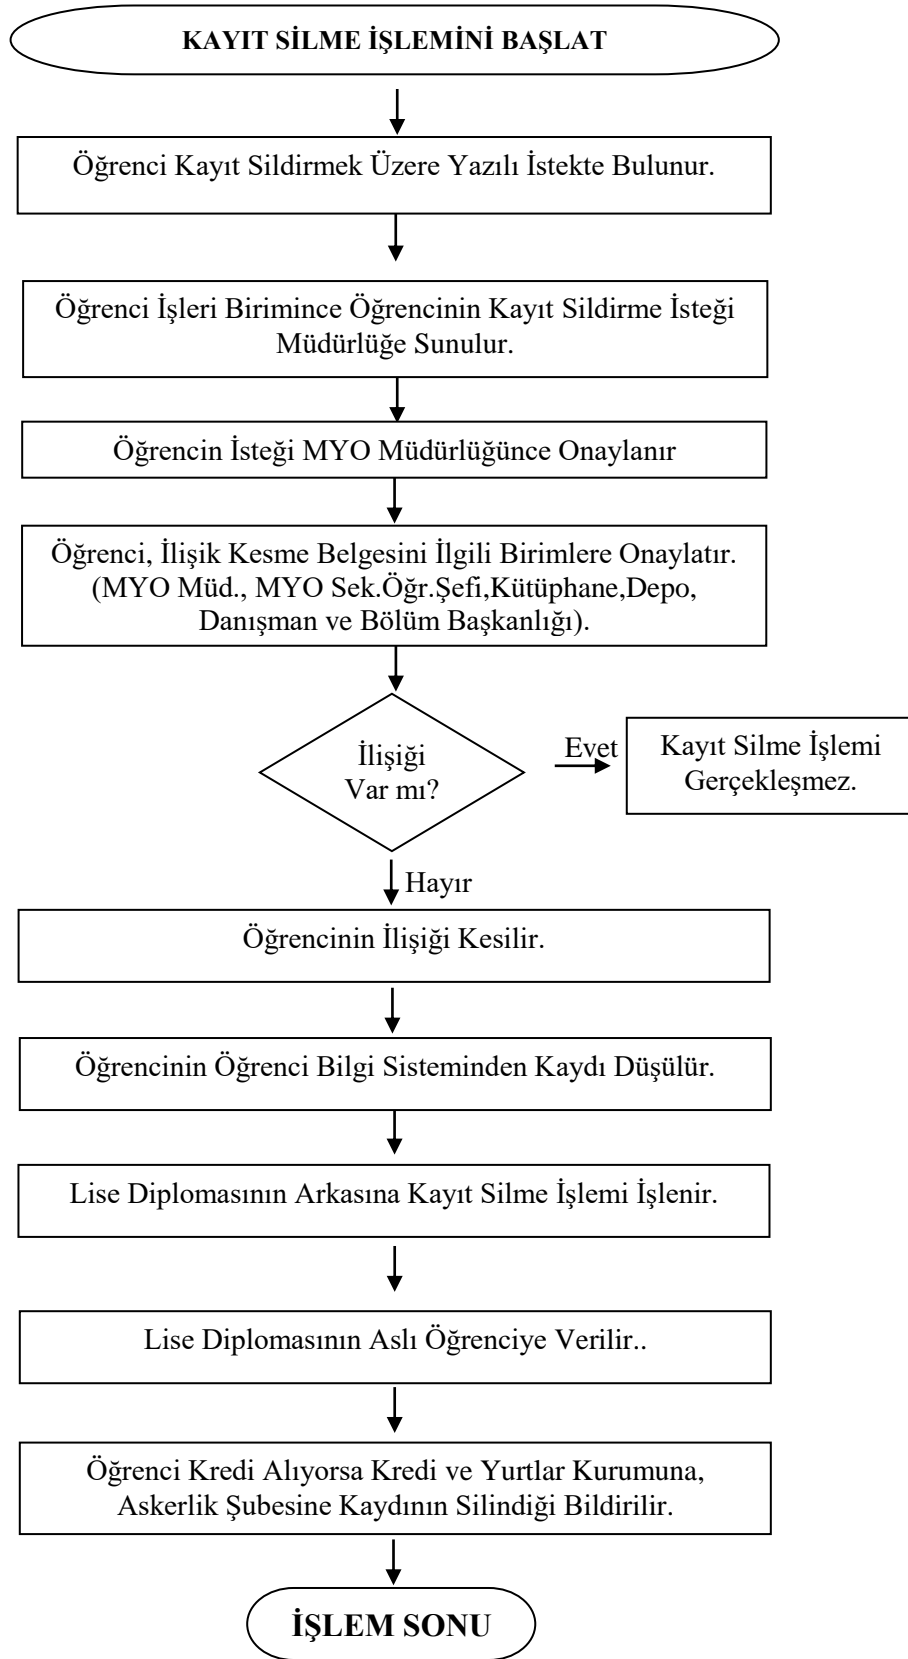 KAYIT SİLME İŞLEMİNİ BAŞLAT
Öğrenci Kayıt Sildirmek Üzere Yazılı İstekte Bulunur.
Öğrenci İşleri Birimince Öğrencinin Kayıt Sildirme İsteği
Müdürlüğe Sunulur.
Öğrencin İsteği MYO Müdürlüğünce Onaylanır
Öğrenci, İlişik Kesme Belgesini İlgili Birimlere Onaylatır.
(MYO Müd., MYO Sek.Öğr.Şefi,Kütüphane,Depo,
Danışman ve Bölüm Başkanlığı).
İlişiği
Var mı?
Evet
Kayıt Silme İşlemi
Gerçekleşmez.
Hayır
Öğrencinin İlişiği Kesilir.
Öğrencinin Öğrenci Bilgi Sisteminden Kaydı Düşülür.
Lise Diplomasının Arkasına Kayıt Silme İşlemi İşlenir.
Lise Diplomasının Aslı Öğrenciye Verilir..
Öğrenci Kredi Alıyorsa Kredi ve Yurtlar Kurumuna,
Askerlik Şubesine Kaydının Silindiği Bildirilir.
İŞLEM SONU